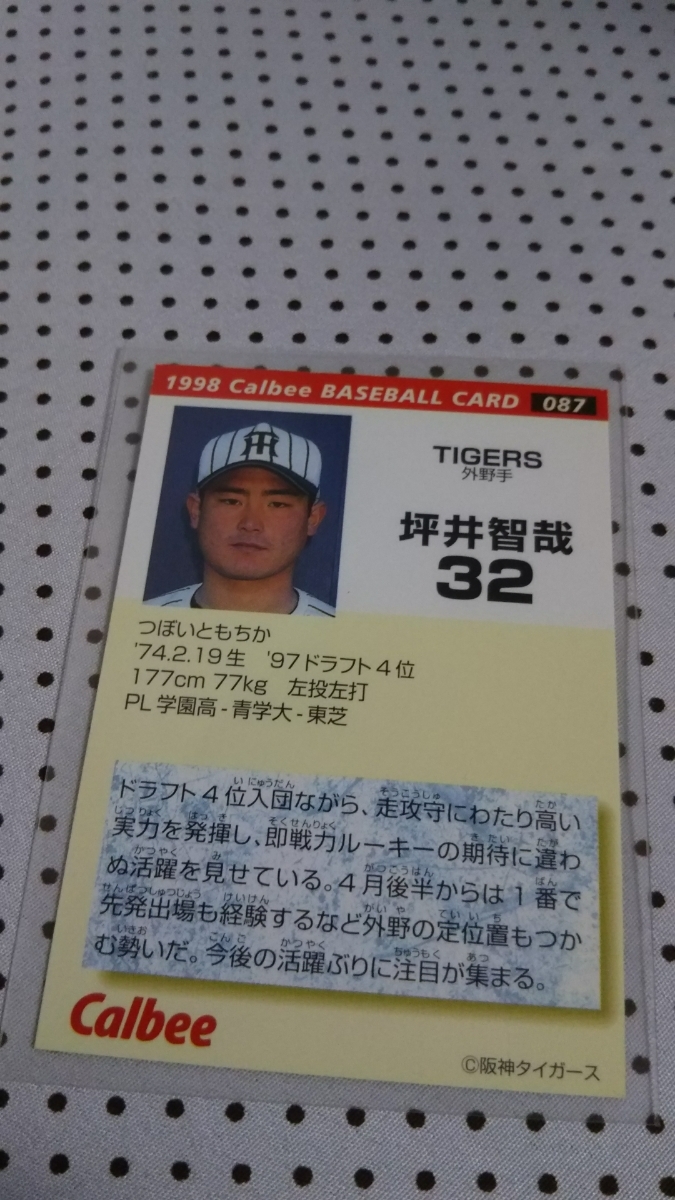 1998 Calbee BASEBALL CARD 087
TIGERS
外野手
坪井智哉
32
つぼいともちか
'74.2.19生 '97ドラフト4位
177cm 77kg 左投左打
PL学園高-青学大-東芝
ドラフト4位入団ながら、走攻守にわたり高い
実力を発揮し、即戦力ルーキーの期待に違わ
ぬ活躍を見せている。4月後半からは1番で
先発出場も経験するなど外野の定位置もつか
む勢いだ。今後の活躍ぶりに注目が集まる。
Calbee
©阪神タイガース